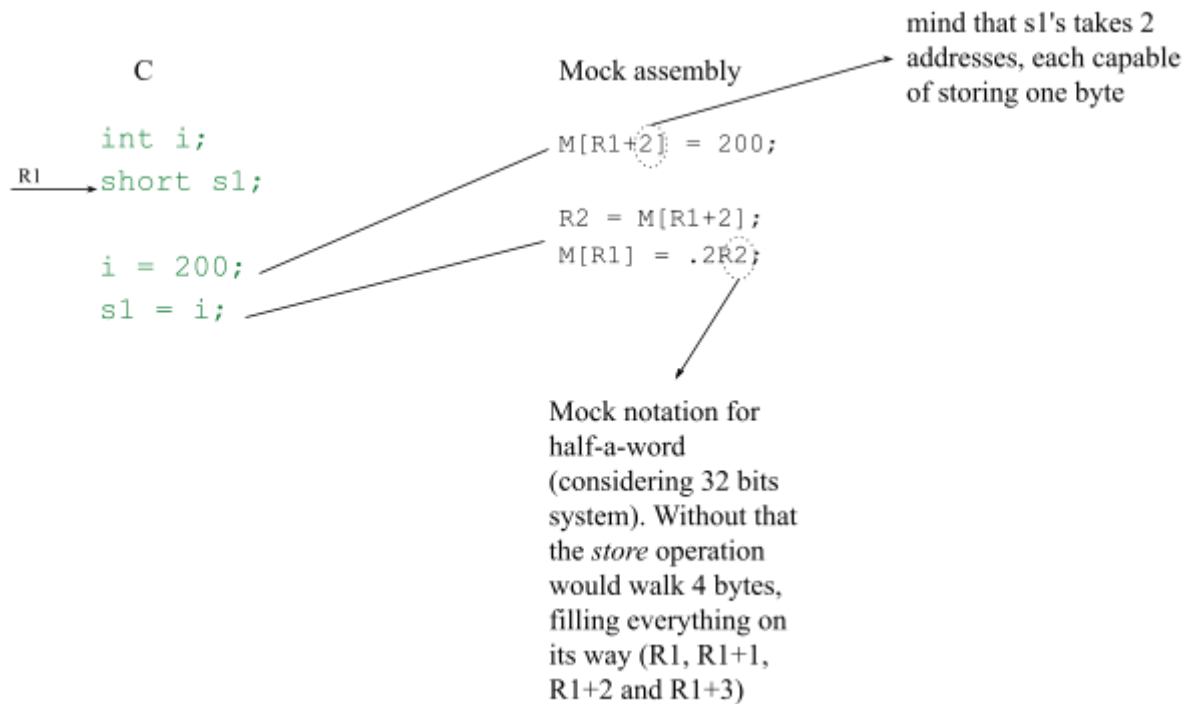 mind that s1's takes 2
addresses, each capable
of storing one byte
C
Mock assembly
int i;
R1
short s1;
i = 200;
s1 = i;
M[R1+2] = 200;
R2 = M[R1+2];
M[R1] = .2R2;
Mock notation for
half-a-word
(considering 32 bits
system). Without that
the store operation
would walk 4 bytes,
filling everything on
its way (R1, R1+1,
R1+2 and R1+3)